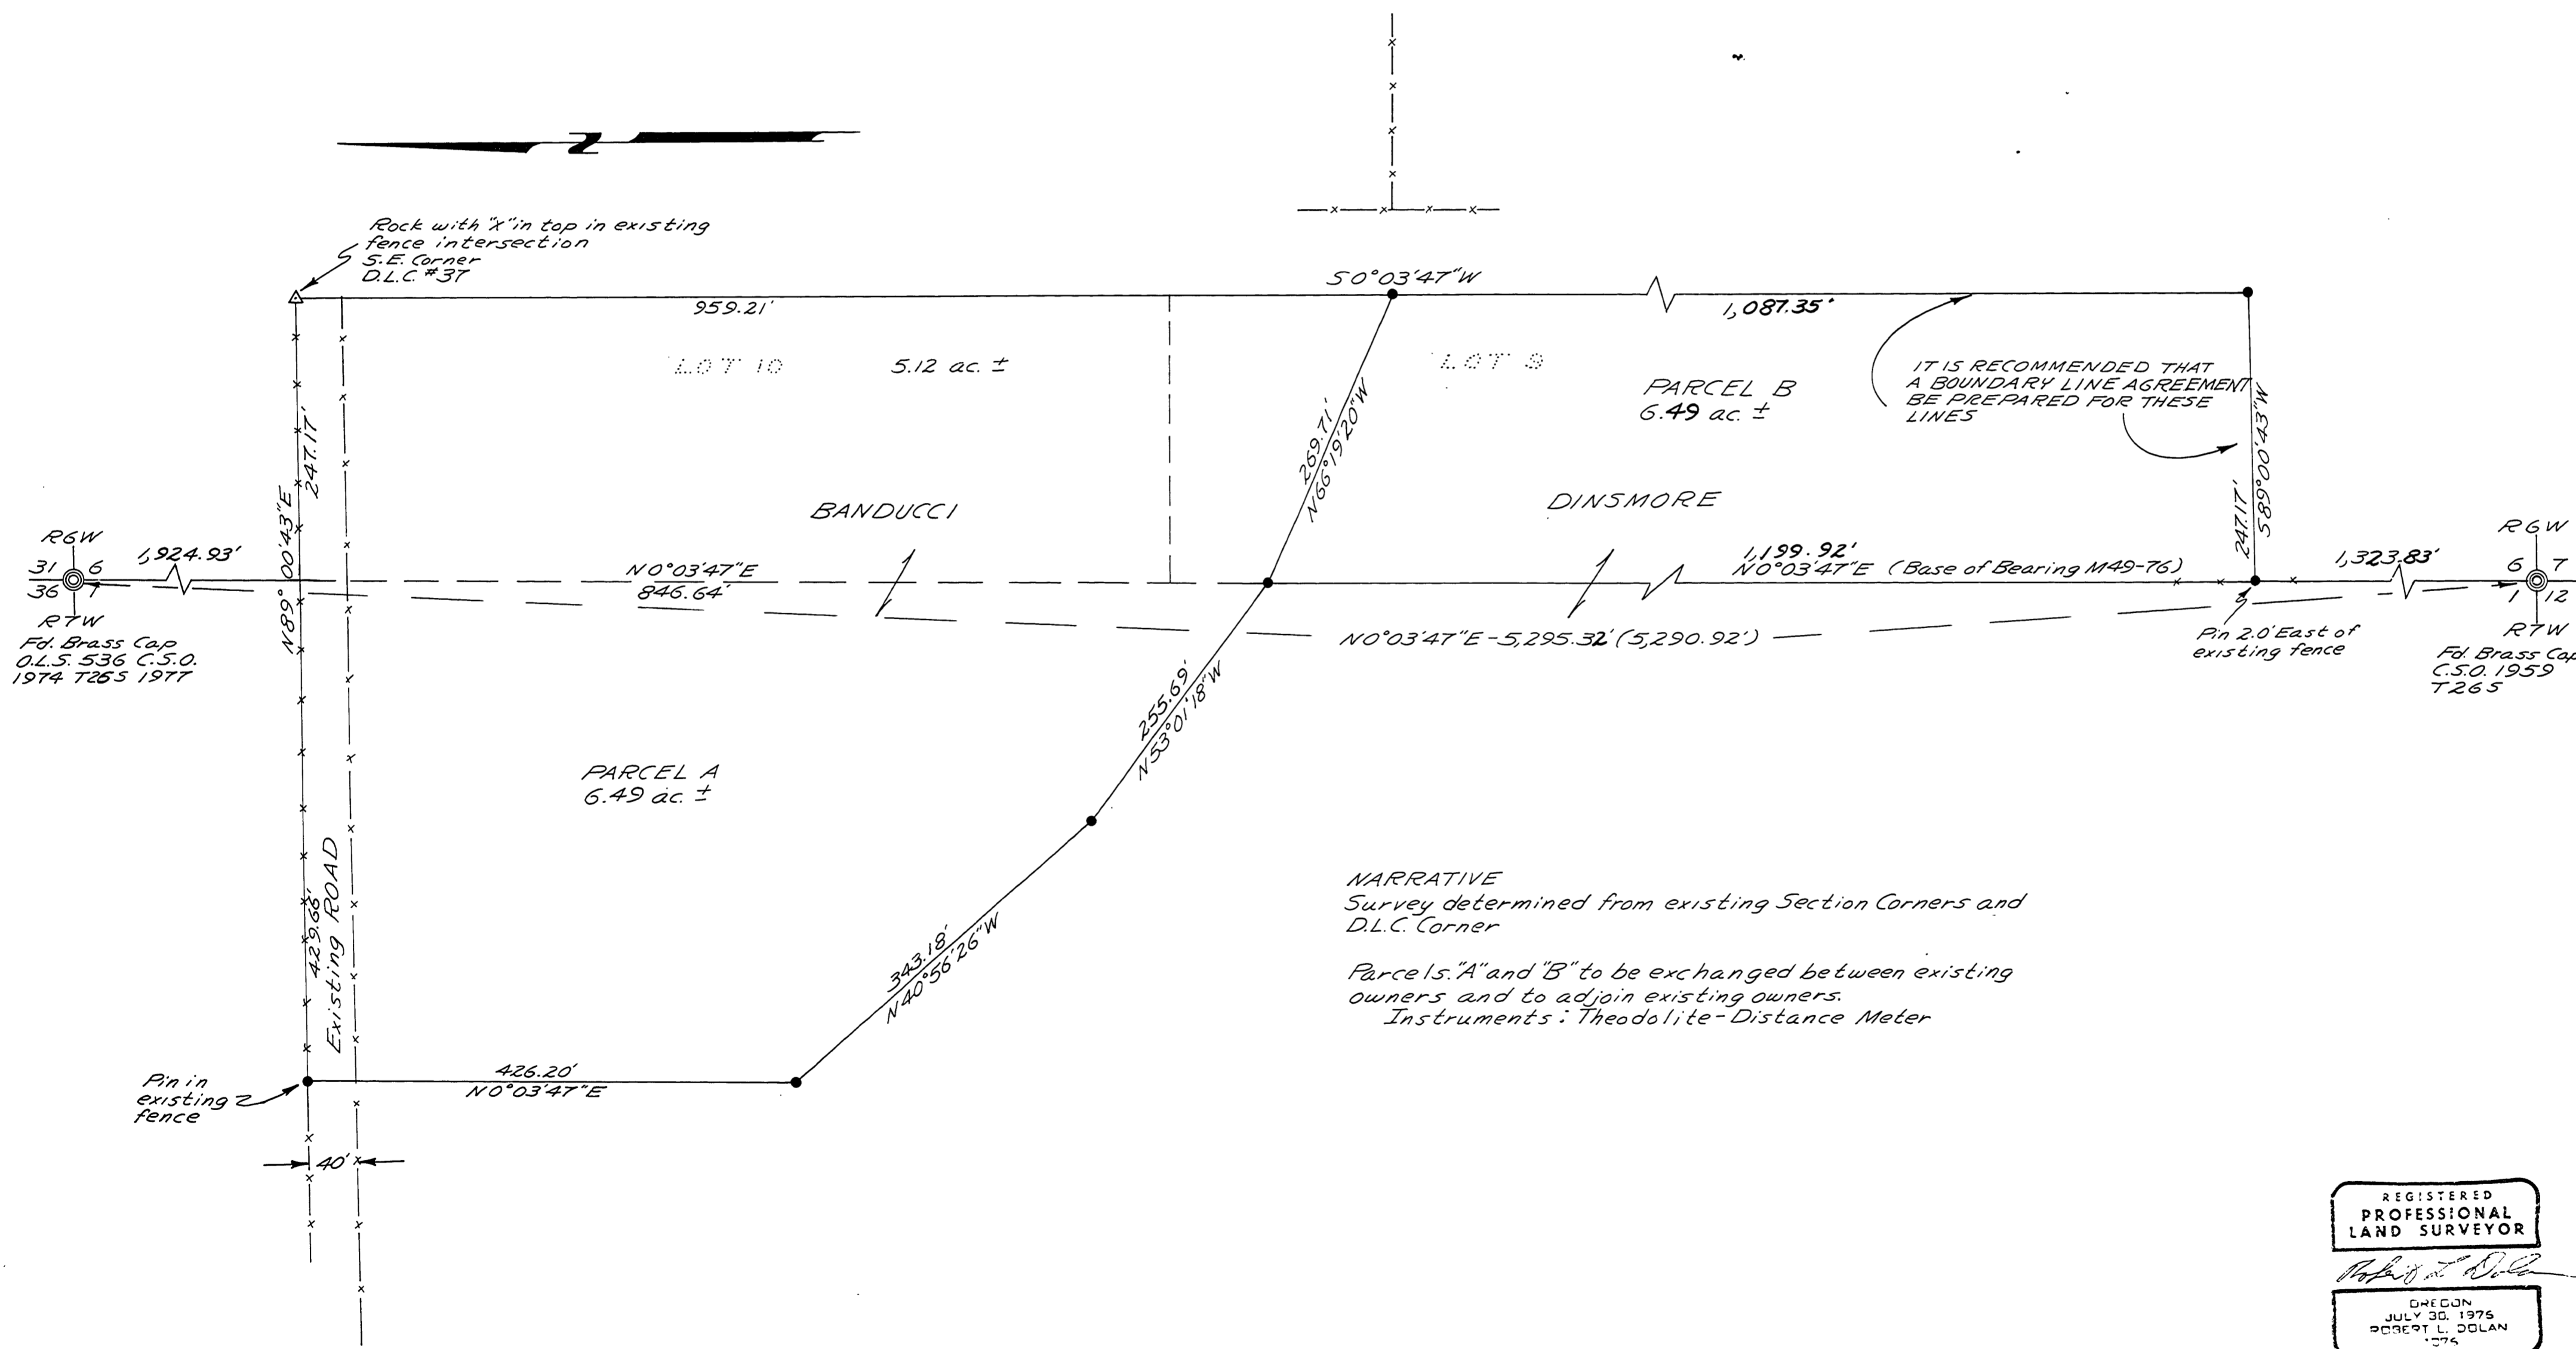 Z
Rock with "X" in top in existing
fence intersection
S.E. Corner
D.L.C. #37
S 0°03'47" W
959.21'
1,087.35'
LOT 10
5.12 ac. ±
LOT 9
PARCEL B
6.49 ac. ±
IT IS RECOMMENDED THAT
A BOUNDARY LINE AGREEMENT
BE PREPARED FOR THESE
LINES
247.17'
N89° 00'43"E
269.71'
N66°19'20"W
247.17'
S89°00'43"W
BANDUCCI
DINSMORE
R6W
31 6
36 1
R7W
Fd. Brass Cap
O.L.S. 536 C.S.O.
1974 T26S 1977
1,924.93'
N0°03'47"E
846.64'
1,199.92'
N0°03'47"E (Base of Bearing M49-76)
1,323.83'
R6W
6 7
1 12
R7W
Fd. Brass Cap
C.S.O. 1959
T26S
N0°03'47"E-5,295.32' (5,290.92')
Pin 2.0' East of
existing fence
255.69'
N53°01'18"W
PARCEL A
6.49 ac. ±
429.66'
Existing ROAD
343.18'
N40°56'26"W
NARRATIVE
Survey determined from existing Section Corners and
D.L.C. Corner
Parcels "A" and "B" to be exchanged between existing
owners and to adjoin existing owners.
Instruments: Theodolite-Distance Meter
426.20'
N0°03'47"E
Pin in
existing
fence
40'
REGISTERED
PROFESSIONAL
LAND SURVEYOR
Robert L Dolan
OREGON
JULY 30, 1976
ROBERT L. DOLAN